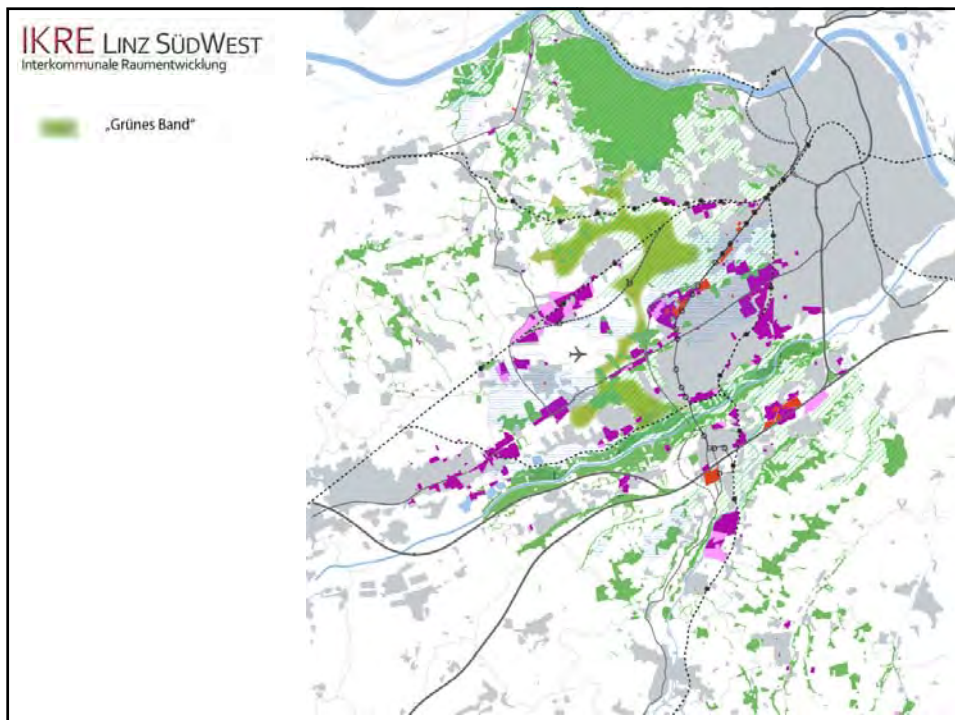 IKRE LINZ SÜDWEST
Interkommunale Raumentwicklung
„Grünes Band“